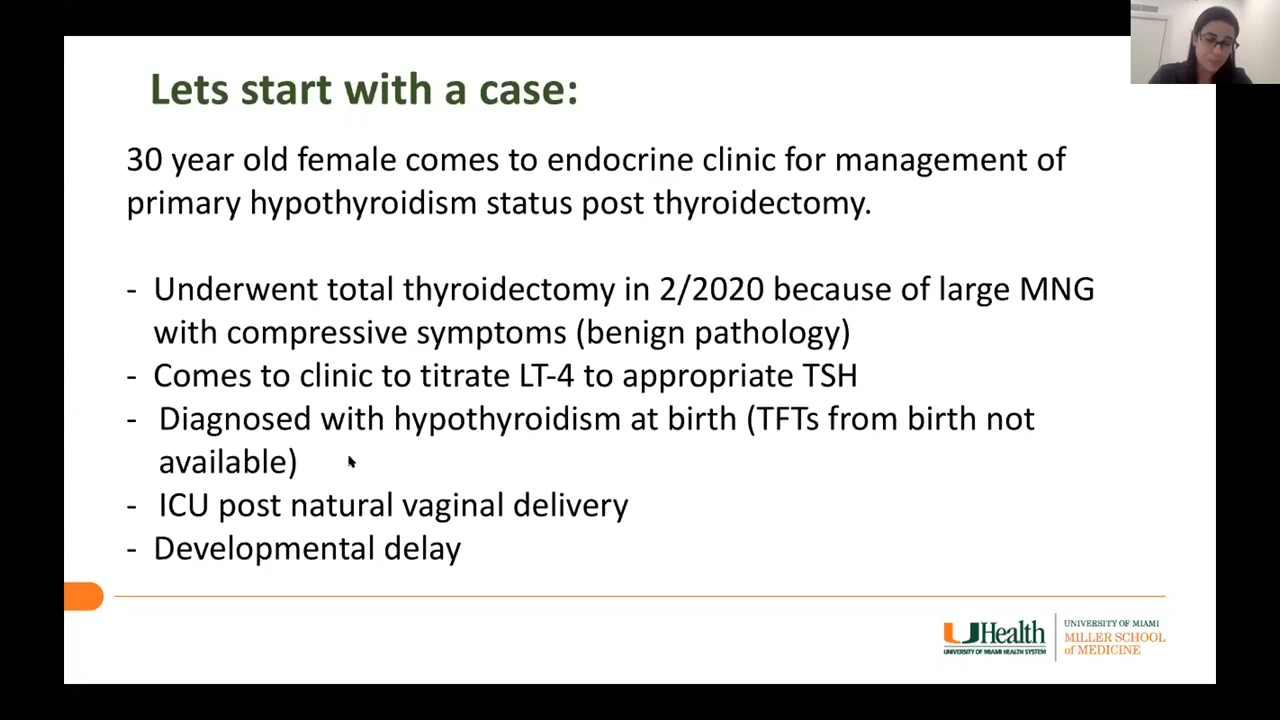 Lets start with a case:
30 year old female comes to endocrine clinic for management of
primary hypothyroidism status post thyroidectomy.
- Underwent total thyroidectomy in 2/2020 because of large MNG
with compressive symptoms (benign pathology)
- Comes to clinic to titrate LT-4 to appropriate TSH
- Diagnosed with hypothyroidism at birth (TFTs from birth not
available)
- ICU post natural vaginal delivery
- Developmental delay
UHealth
UNIVERSITY OF MIAMI HEALTH SYSTEM
UNIVERSITY OF MIAMI
MILLER SCHOOL
of MEDICINE